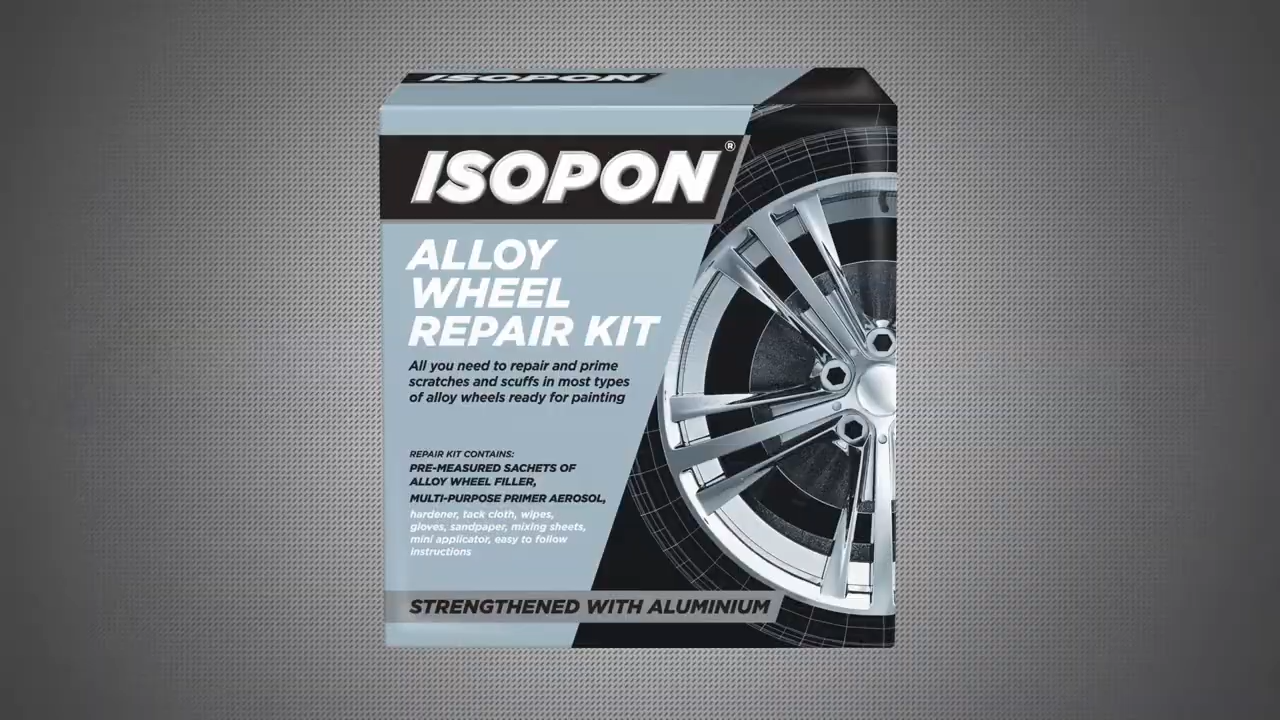 ISOPON
ISOPON®
ALLOY
WHEEL
REPAIR KIT
All you need to repair and prime
scratches and scuffs in most types
of alloy wheels ready for painting
REPAIR KIT CONTAINS:
PRE-MEASURED SACHETS OF
ALLOY WHEEL FILLER,
MULTI-PURPOSE PRIMER AEROSOL,
hardener, tack cloth, wipes,
gloves, sandpaper, mixing sheets,
mini applicator, easy to follow
instructions
STRENGTHENED WITH ALUMINIUM